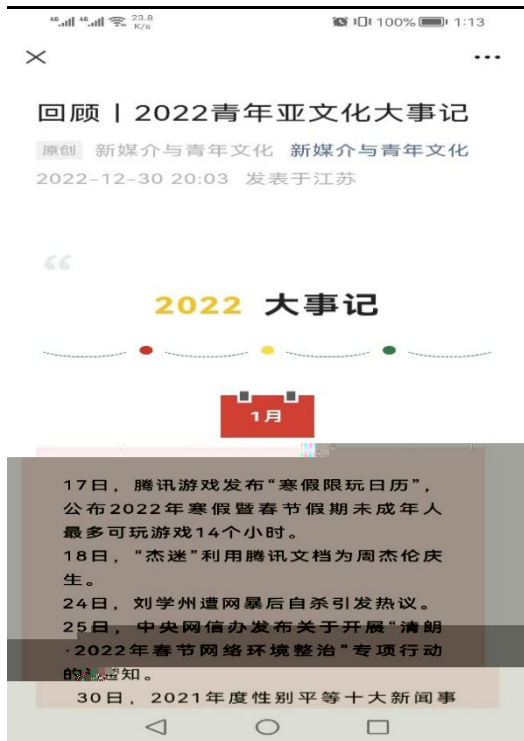 46 46 23.8 K/s 100% 1:13
回顾 | 2022青年亚文化大事记
原创 新媒介与青年文化 新媒介与青年文化
2022-12-30 20:03 发表于江苏
“
2022 大事记
1月
17日，腾讯游戏发布“寒假限玩日历”，
公布2022年寒假暨春节假期未成年人
最多可玩游戏14个小时。
18日，“杰迷”利用腾讯文档为周杰伦庆
生。
24日，刘学州遭网暴后自杀引发热议。
25日，中央网信办发布关于开展“清朗
·2022年春节网络环境整治”专项行动
的通知。
30日，2021年度性别平等十大新闻事